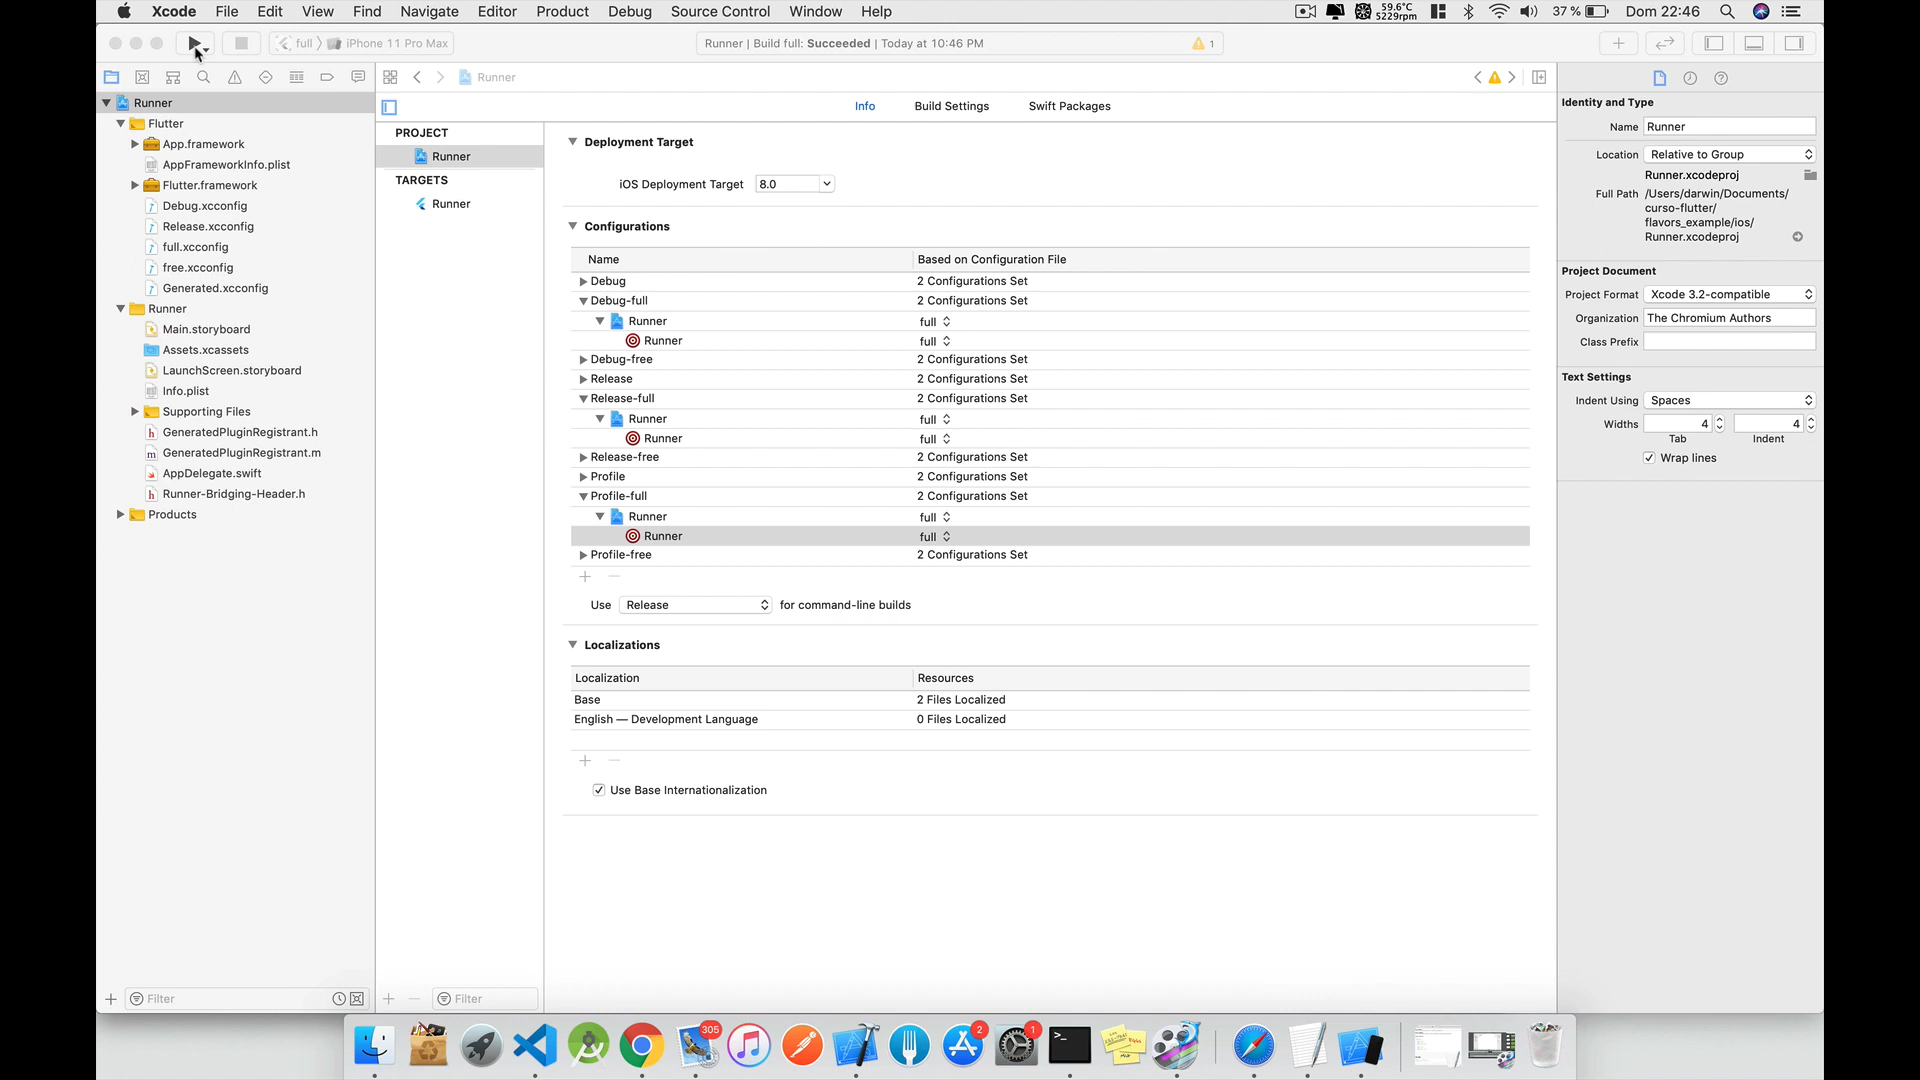 Xcode File Edit View Find Navigate Editor Product Debug Source Control Window Help 59.6°C 5229rpm 37 % Dom 22:46
full iPhone 11 Pro Max Runner | Build full: Succeeded | Today at 10:46 PM 1
Runner
Info Build Settings Swift Packages
Runner
Flutter
App.framework
AppFrameworkInfo.plist
Flutter.framework
Debug.xcconfig
Release.xcconfig
full.xcconfig
free.xcconfig
Generated.xcconfig
Runner
Main.storyboard
Assets.xcassets
LaunchScreen.storyboard
Info.plist
Supporting Files
GeneratedPluginRegistrant.h
GeneratedPluginRegistrant.m
AppDelegate.swift
Runner-Bridging-Header.h
Products
Filter
PROJECT
Runner
TARGETS
Runner
Filter
Deployment Target
iOS Deployment Target 8.0
Configurations
Name Based on Configuration File
Debug 2 Configurations Set
Debug-full 2 Configurations Set
Runner full
Runner full
Debug-free 2 Configurations Set
Release 2 Configurations Set
Release-full 2 Configurations Set
Runner full
Runner full
Release-free 2 Configurations Set
Profile 2 Configurations Set
Profile-full 2 Configurations Set
Runner full
Runner full
Profile-free 2 Configurations Set
Use Release for command-line builds
Localizations
Localization Resources
Base 2 Files Localized
English — Development Language 0 Files Localized
Use Base Internationalization
Identity and Type
Name Runner
Location Relative to Group
Runner.xcodeproj
Full Path /Users/darwin/Documents/
curso-flutter/
flavors_example/ios/
Runner.xcodeproj
Project Document
Project Format Xcode 3.2-compatible
Organization The Chromium Authors
Class Prefix
Text Settings
Indent Using Spaces
Widths 4 4
Tab Indent
Wrap lines
305 2 1